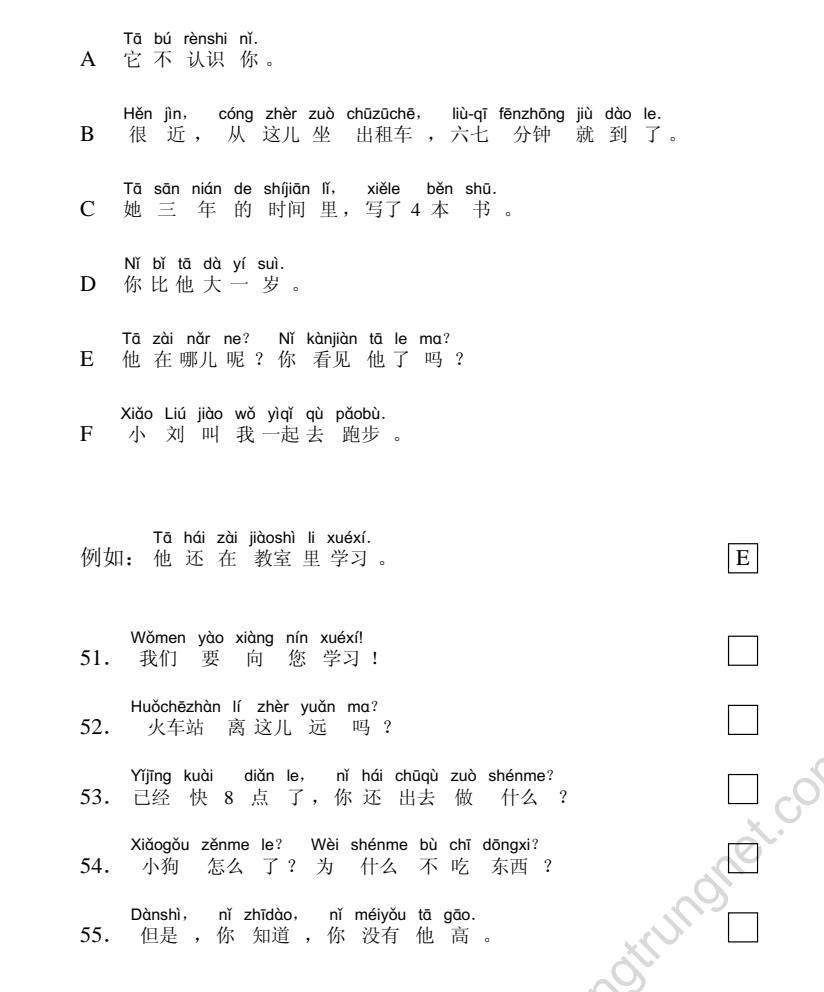 Tā bú rènshi nǐ.
A 它 不 认识 你 。
Hěn jìn, cóng zhèr zuò chūzūchē, liù-qī fēnzhōng jiù dào le.
B 很 近 , 从 这儿 坐 出租车 , 六七 分钟 就 到 了 。
Tā sān nián de shíjiān lǐ, xiěle běn shū.
C 她 三 年 的 时间 里 , 写了 4 本 书 。
Nǐ bǐ tā dà yí suì.
D 你 比 他 大 一 岁 。
Tā zài nǎr ne? Nǐ kànjiàn tā le ma?
E 他 在 哪儿 呢 ? 你 看见 他 了 吗 ?
Xiǎo Liú jiào wǒ yìqǐ qù pǎobù.
F 小 刘 叫 我 一起 去 跑步 。
Tā hái zài jiàoshì li xuéxí.
例如: 他 还 在 教室 里 学习 。 E
Wǒmen yào xiàng nín xuéxí!
51. 我们 要 向 您 学习 !
Huǒchēzhàn lí zhèr yuǎn ma?
52. 火车站 离 这儿 远 吗 ?
Yǐjīng kuài diǎn le, nǐ hái chūqù zuò shénme?
53. 已经 快 8 点 了 , 你 还 出去 做 什么 ?
Xiǎogǒu zěnme le? Wèi shénme bù chī dōngxi?
54. 小狗 怎么 了 ? 为 什么 不 吃 东西 ?
Dànshì, nǐ zhīdào, nǐ méiyǒu tā gāo.
55. 但是 , 你 知道 , 你 没有 他 高 。